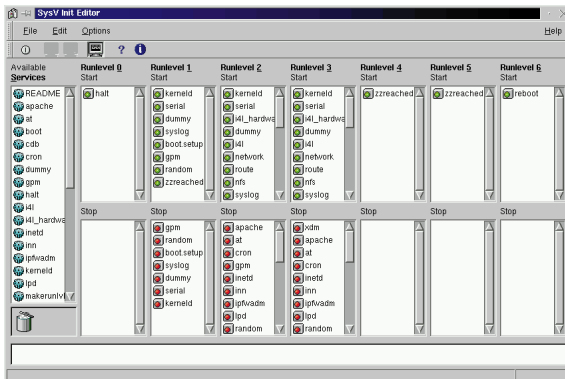 SysV Init Editor
File Edit Options Help
Available
Services
README
apache
at
boot
cdb
cron
dummy
gpm
halt
i4l
i4l_hardwa
inetd
inn
ipfwadm
kerneld
lpd
makerunlvl
Runlevel 0
Start
halt
Stop
Runlevel 1
Start
kerneld
serial
dummy
syslog
boot.setup
gpm
random
zzreached
Stop
gpm
random
boot.setup
syslog
dummy
serial
kerneld
Runlevel 2
Start
kerneld
serial
i4l_hardwa
dummy
i4l
network
route
nfs
syslog
Stop
apache
at
cron
gpm
inetd
inn
ipfwadm
lpd
random
Runlevel 3
Start
kerneld
serial
i4l_hardwa
dummy
i4l
network
route
nfs
syslog
Stop
xdm
apache
at
cron
inetd
inn
ipfwadm
lpd
random
Runlevel 4
Start
zzreached
Stop
Runlevel 5
Start
zzreached
Stop
Runlevel 6
Start
reboot
Stop